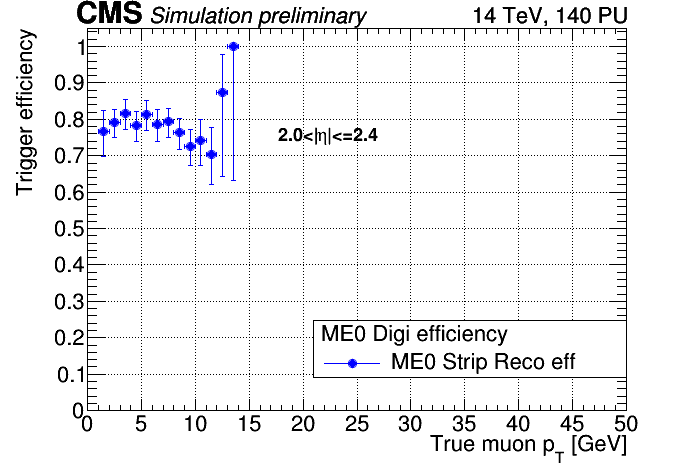 CMS Simulation preliminary 14 TeV, 140 PU
Trigger efficiency
1
0.9
0.8
0.7
0.6
0.5
0.4
0.3
0.2
0.1
0
2.0<|η|<=2.4
ME0 Digi efficiency
ME0 Strip Reco eff
0 5 10 15 20 25 30 35 40 45 50
True muon pT [GeV]